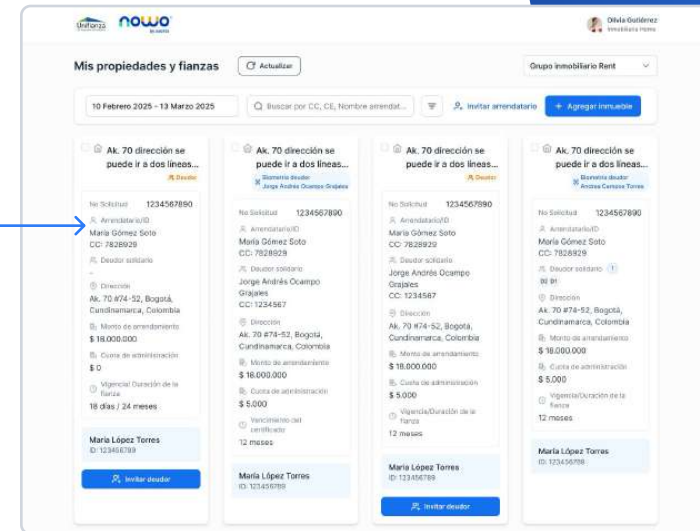 Unifianza
nowo
Olivia Gutiérrez
Inmobiliaria Home
Mis propiedades y fianzas
Actualizar
Grupo inmobiliario Rent
10 Febrero 2025 - 13 Marzo 2025
Buscar por CC, CE, Nombre arrendat...
Invitar arrendatario
+ Agregar inmueble
Ak. 70 dirección se
puede ir a dos líneas...
Deudor
No Solicitud 1234567890
Arrendatario/ID
María Gómez Soto
CC: 7828929
Deudor solidario
-
Dirección
Ak. 70 #74-52, Bogotá,
Cundinamarca, Colombia
Monto de arrendamiento
$ 18.000.000
Cuota de administración
$ 0
Vigencia/ Duración de la
fianza
18 días / 24 meses
María López Torres
ID: 123456789
Invitar deudor
Ak. 70 dirección se
puede ir a dos líneas...
Biometría deudor
Jorge Andrés Ocampo Grajales
No Solicitud 1234567890
Arrendatario/ID
María Gómez Soto
CC: 7828929
Deudor solidario
Jorge Andrés Ocampo
Grajales
CC: 1234567
Dirección
Ak. 70 #74-52, Bogotá,
Cundinamarca, Colombia
Monto de arrendamiento
$ 18.000.000
Cuota de administración
$ 5.000
Vencimiento del
certificado
12 meses
María López Torres
ID: 123456789
Ak. 70 dirección se
puede ir a dos líneas...
Deudor
No Solicitud 1234567890
Arrendatario/ID
María Gómez Soto
CC: 7828929
Deudor solidario
Jorge Andrés Ocampo
Grajales
CC: 1234567
Dirección
Ak. 70 #74-52, Bogotá,
Cundinamarca, Colombia
Monto de arrendamiento
$ 18.000.000
Cuota de administración
$ 5.000
Vigencia/Duración de la
fianza
12 meses
María López Torres
ID: 123456789
Invitar deudor
Ak. 70 dirección se
puede ir a dos líneas...
Biometría deudor
Andrea Campos Torres
No Solicitud 1234567890
Arrendatario/ID
María Gómez Soto
CC: 7828929
Deudor solidario 1
Dirección
Ak. 70 #74-52, Bogotá,
Cundinamarca, Colombia
Monto de arrendamiento
$ 18.000.000
Cuota de administración
$ 5.000
Vigencia/Duración de la
fianza
12 meses
María López Torres
ID: 123456789